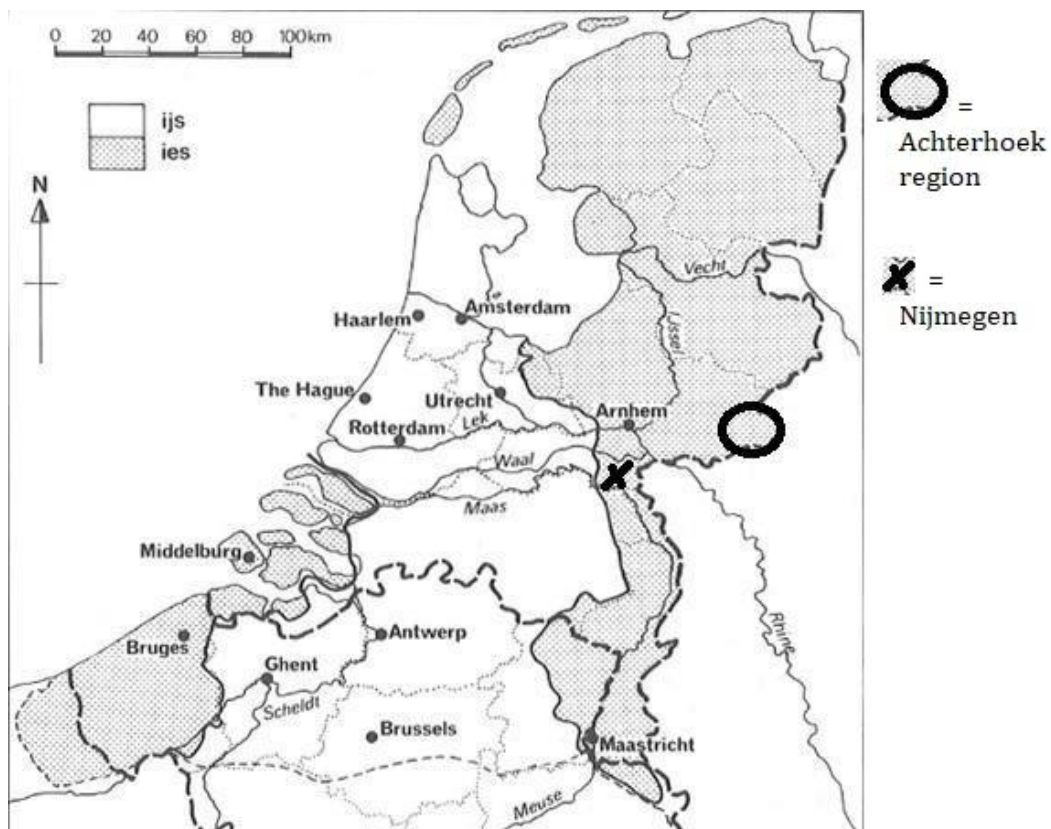 0 20 40 60 80 100km
ijs
ies
N
Vecht
Amsterdam
Haarlem
IJssel
The Hague
Utrecht
Arnhem
Lek
Rotterdam
Waal
Maas
Middelburg
Rhine
Bruges
Antwerp
Ghent
Scheldt
Brussels
Maastricht
Meuse
=
Achterhoek
region
x =
Nijmegen